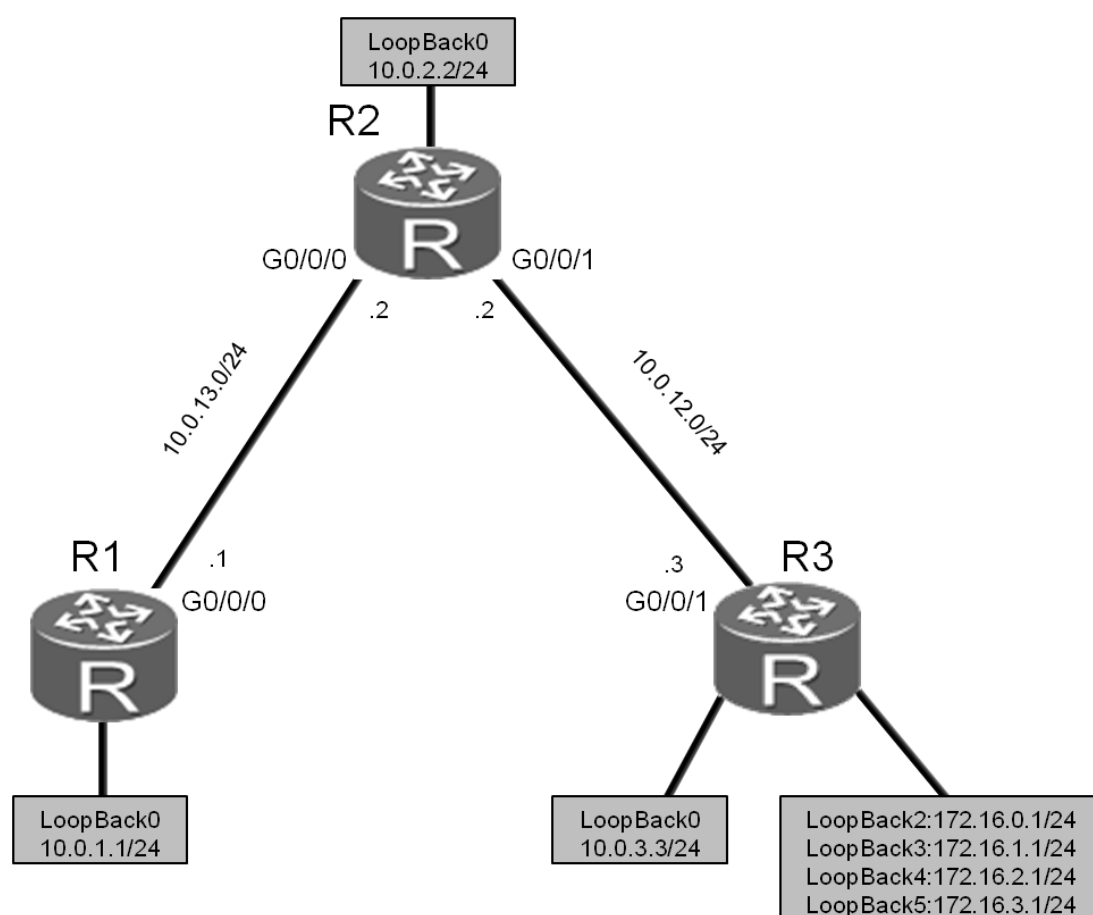 LoopBack0
10.0.2.2/24
R2
R
G0/0/0
G0/0/1
.2
.2
10.0.13.0/24
10.0.12.0/24
R1
.1
G0/0/0
R
R3
.3
G0/0/1
R
LoopBack0
10.0.1.1/24
LoopBack0
10.0.3.3/24
LoopBack2:172.16.0.1/24
LoopBack3:172.16.1.1/24
LoopBack4:172.16.2.1/24
LoopBack5:172.16.3.1/24